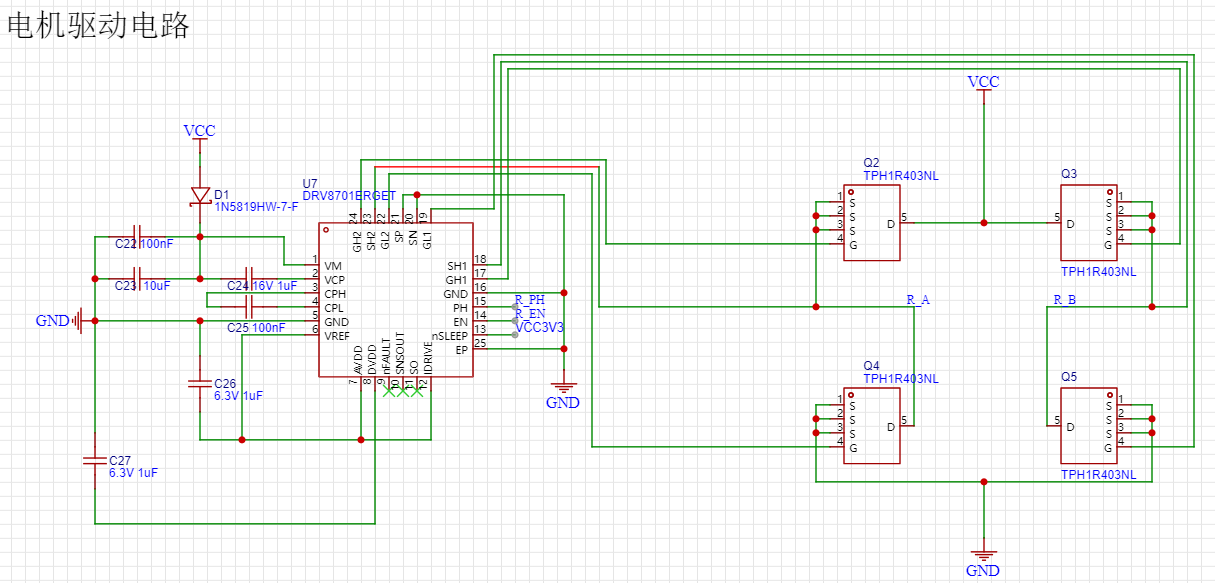 电机驱动电路
VCC
D1
1N5819HW-7-F
C22 100nF
C23 10uF
C24 16V 1uF
C25 100nF
GND
C26
6.3V 1uF
C27
6.3V 1uF
U7
DRV8701ERGET
24 23 22 21 20 19
GH2 SH2 GL2 SP SN GL1
1 VM
2 VCP
3 CPH
4 CPL
5 GND
6 VREF
SH1 18
GH1 17
GND 16
PH 15
EN 14
nSLEEP 13
EP 25
AVDD DVDD nFAULT SNSOUT SO IDRIVE
7 8 9 10 11 12
R_PH
R_EN
VCC3V3
GND
VCC
Q2
TPH1R403NL
1 S
2 S
3 S
4 G
D 5
Q3
5 D
S 1
S 2
S 3
G 4
TPH1R403NL
R_A
R_B
Q4
TPH1R403NL
1 S
2 S
3 S
4 G
D 5
Q5
5 D
S 1
S 2
S 3
G 4
TPH1R403NL
GND